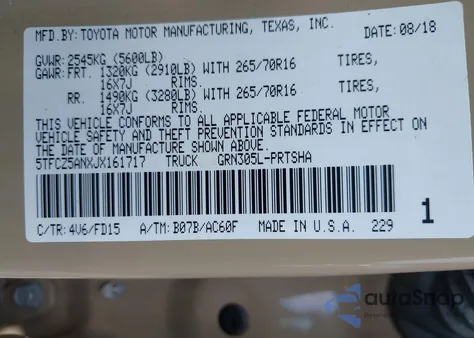 MFD.BY: TOYOTA MOTOR MANUFACTURING, TEXAS, INC. DATE: 08/18
GVWR: 2545KG (5600LB)
GAWR: FRT. 1320KG (2910LB) WITH 265/70R16 TIRES,
16X7J RIMS.
RR. 1490KG (3280LB) WITH 265/70R16 TIRES,
16X7J RIMS.
THIS VEHICLE CONFORMS TO ALL APPLICABLE FEDERAL MOTOR
VEHICLE SAFETY AND THEFT PREVENTION STANDARDS IN EFFECT ON
THE DATE OF MANUFACTURE SHOWN ABOVE.
5TFCZ5ANXJX161717 TRUCK GRN305L-PRTSHA
C/TR: 4V6/FD15 A/TM: B07B/AC60F MADE IN U.S.A. 229 1
autoSnap